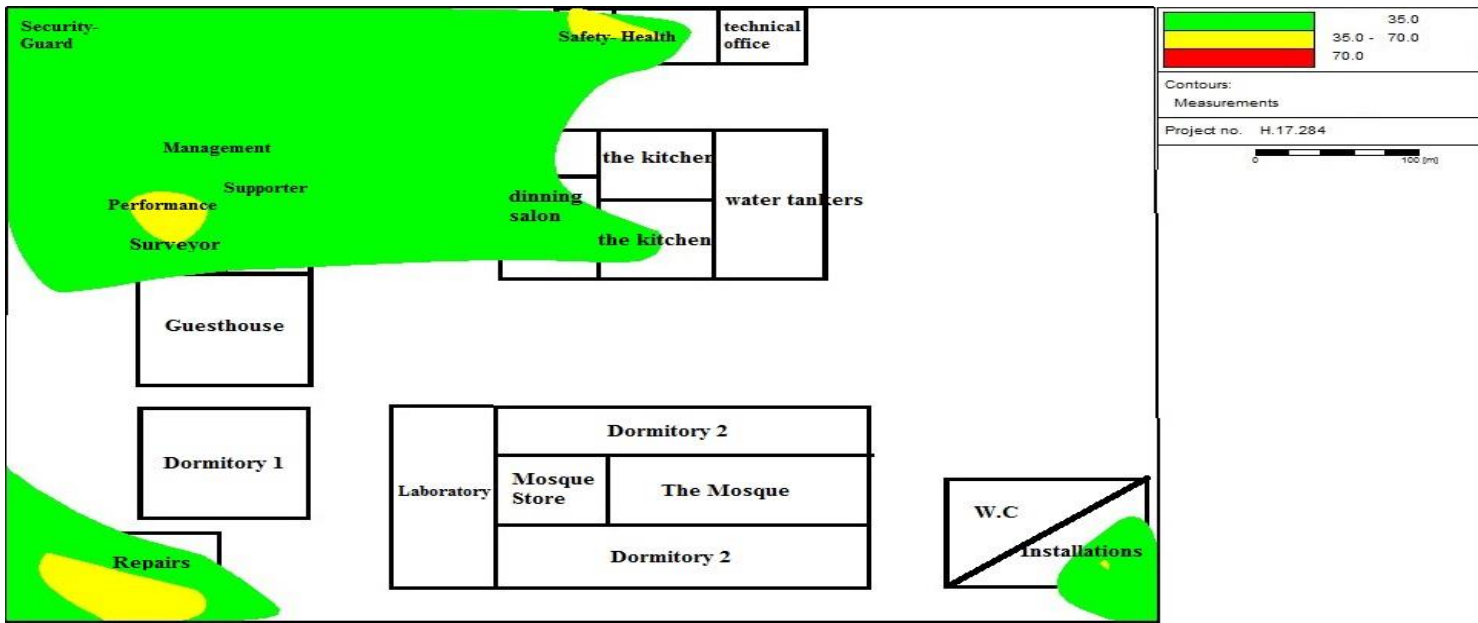 Security-
Guard
Safety- Health
technical
office
Management
Supporter
Performance
Surveyor
the kitchen
dinning
salon
water tankers
the kitchen
Guesthouse
Dormitory 1
Dormitory 2
Laboratory
Mosque
Store
The Mosque
Dormitory 2
W.C
Installations
Repairs
35.0
35.0 - 70.0
70.0
Contours:
Measurements
Project no. H.17.284
0 100 [m]